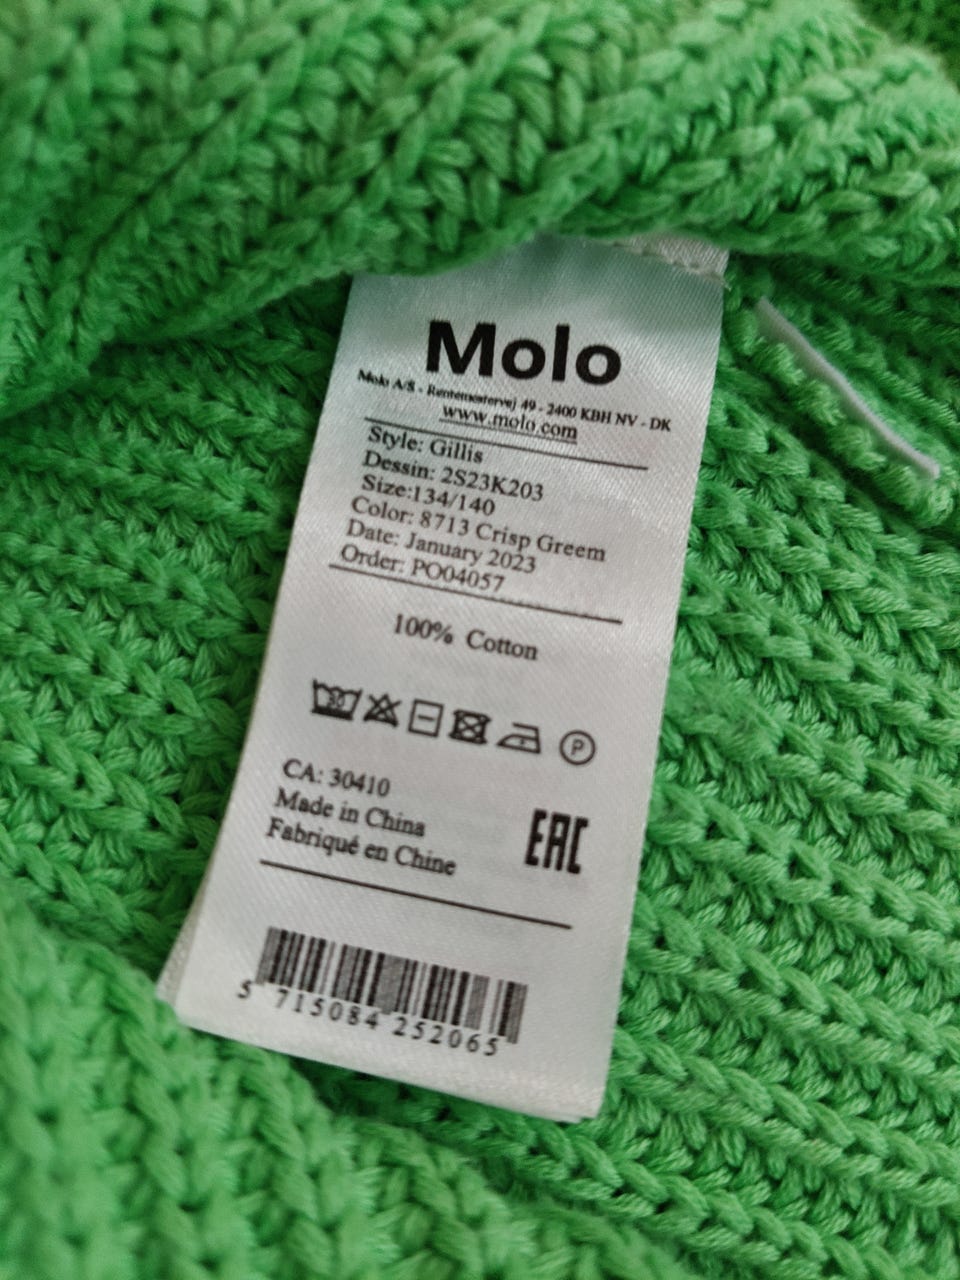 Molo
Molo A/S - Rentemestervej 49 - 2400 KBH NV - DK
www.molo.com
Style: Gillis
Dessin: 2S23K203
Size:134/140
Color: 8713 Crisp Greem
Date: January 2023
Order: PO04057
100% Cotton
30
P
CA: 30410
Made in China
Fabriqué en Chine
EAC
5 715084 252065